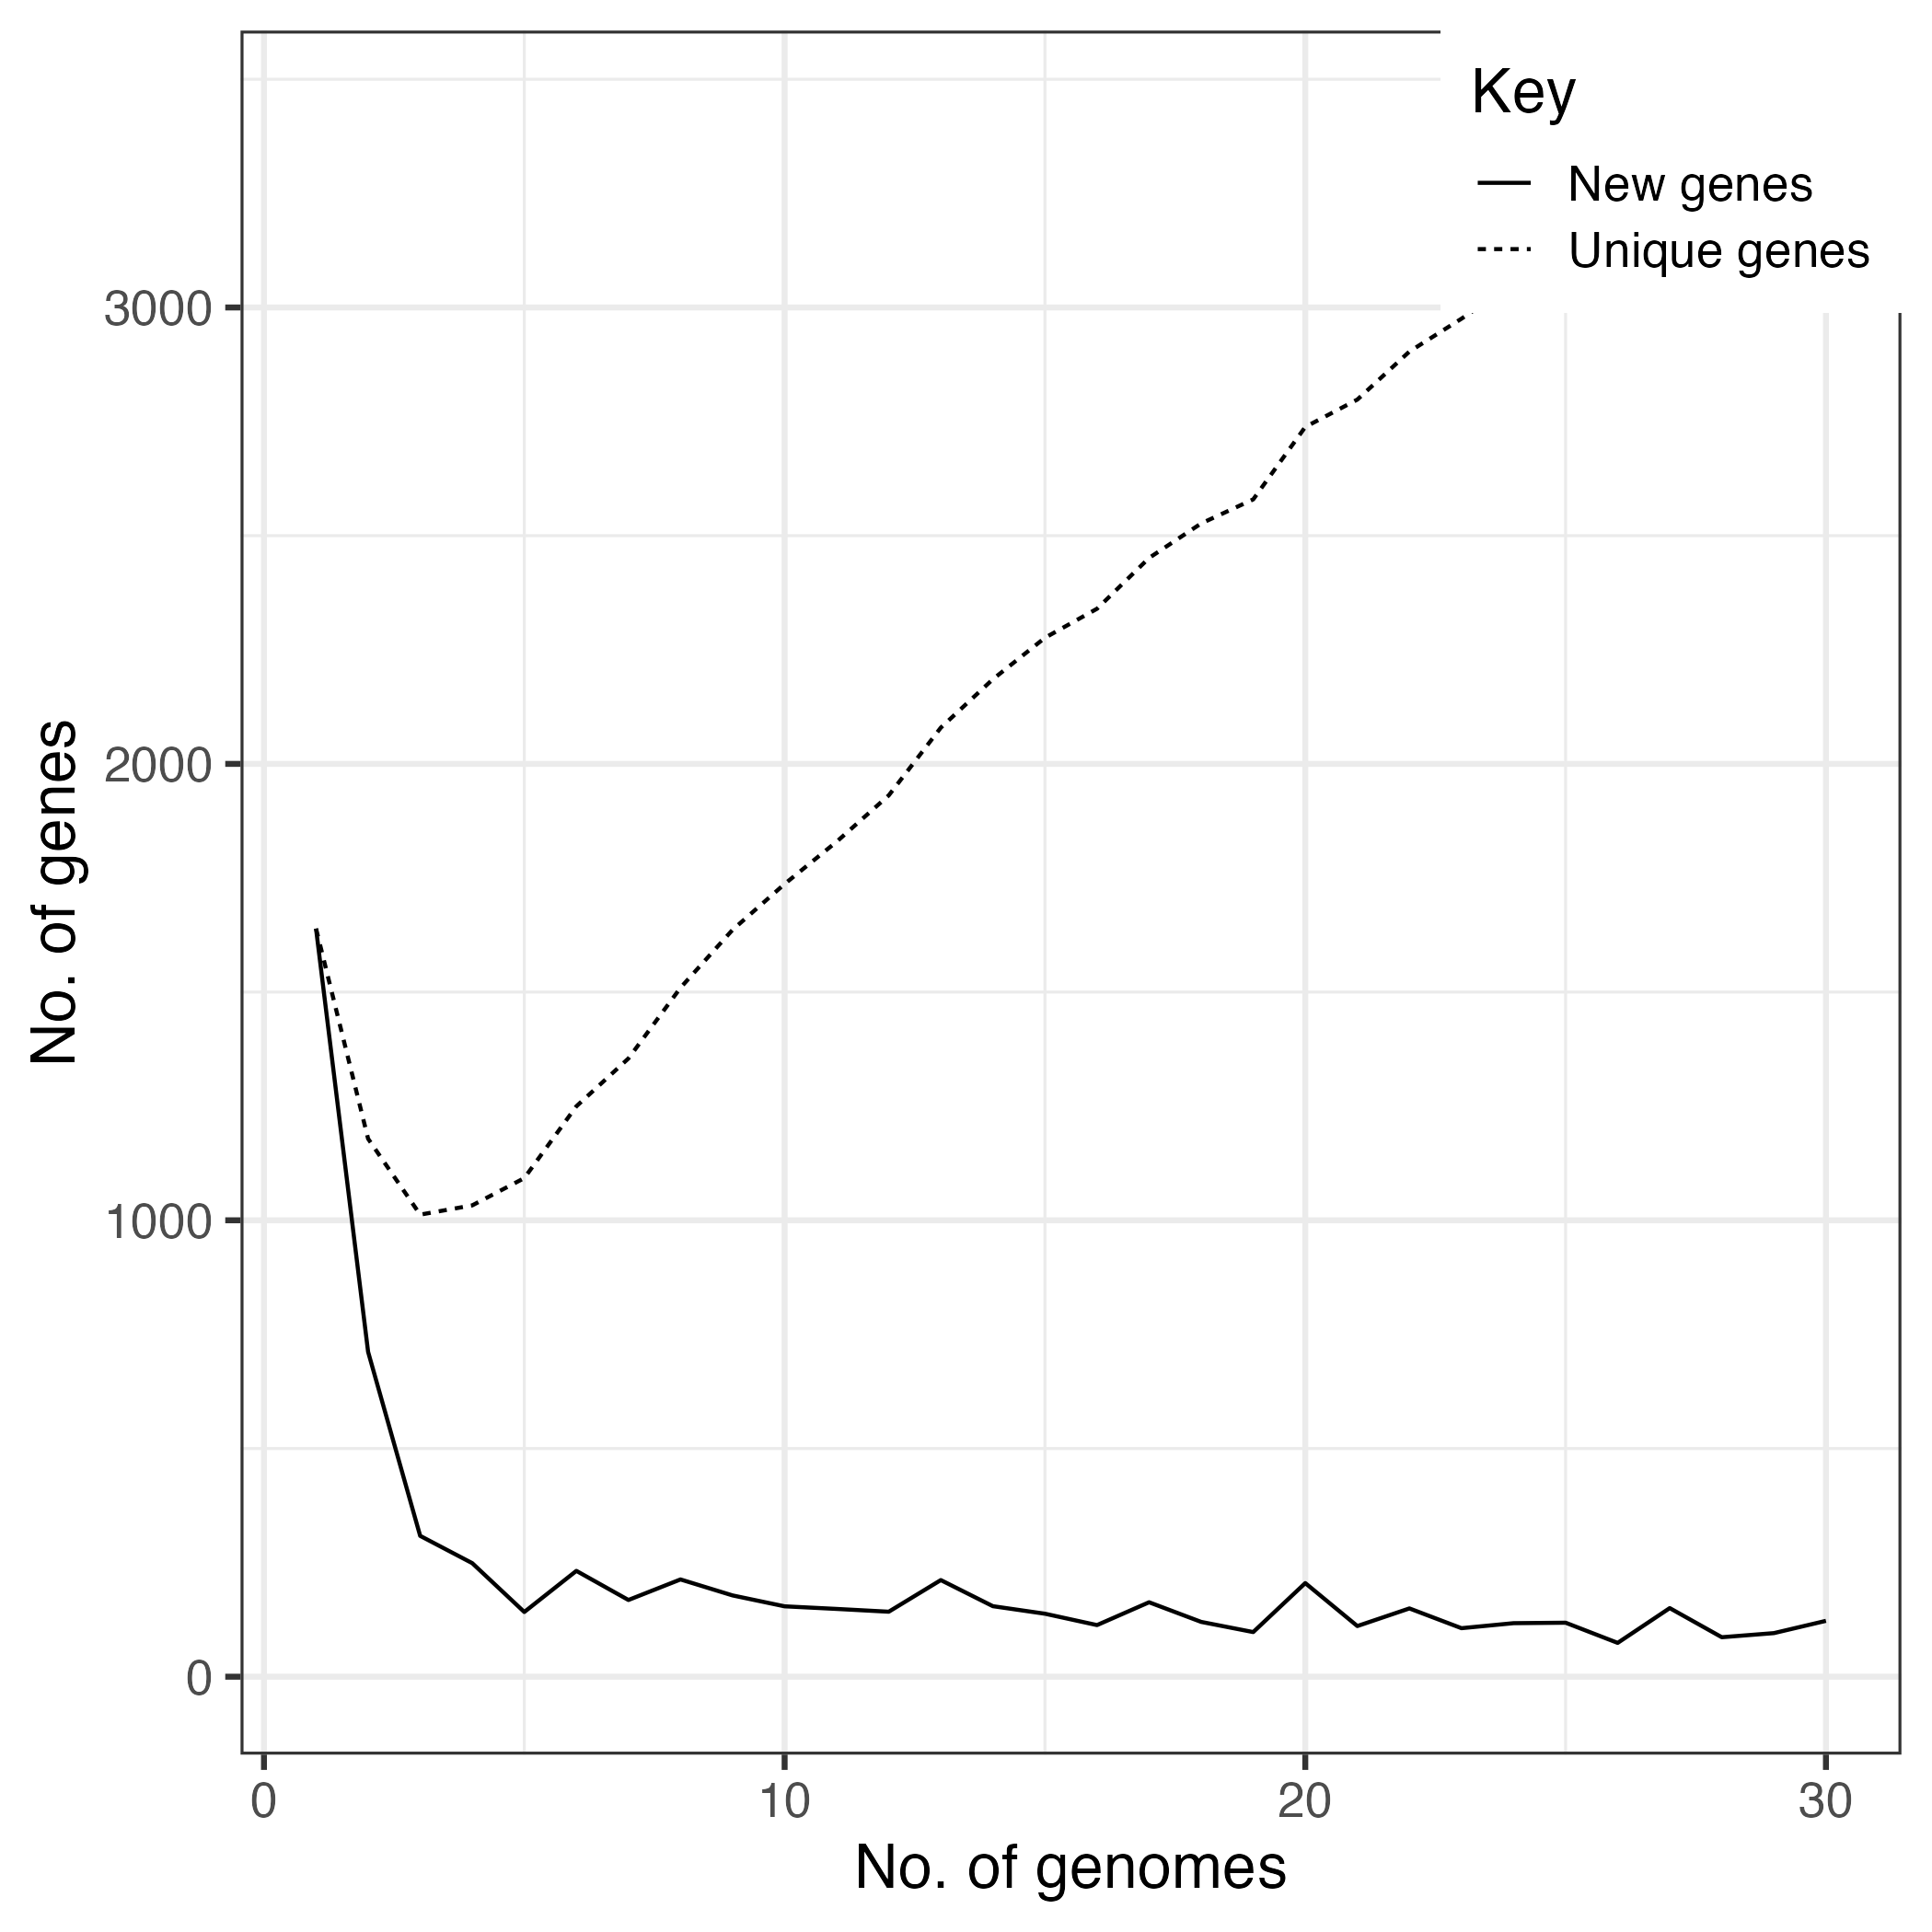 Key
New genes
Unique genes
3000
2000
1000
0
No. of genes
0 10 20 30
No. of genomes